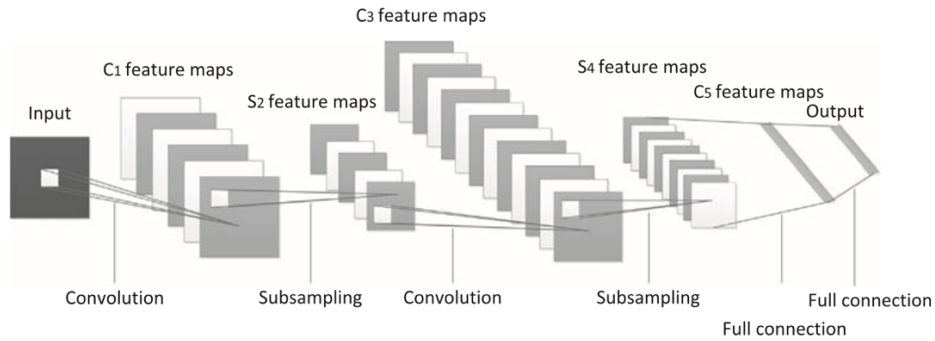 C3 feature maps
C1 feature maps
S4 feature maps
S2 feature maps
C5 feature maps
Input
Output
Convolution
Subsampling
Convolution
Subsampling
Full connection
Full connection